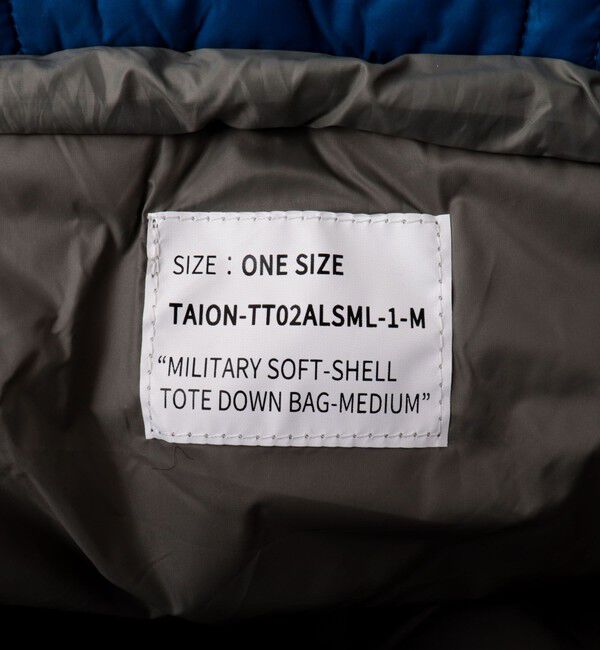 SIZE : ONE SIZE
TAION-TT02ALSML-1-M
“MILITARY SOFT-SHELL
TOTE DOWN BAG-MEDIUM”